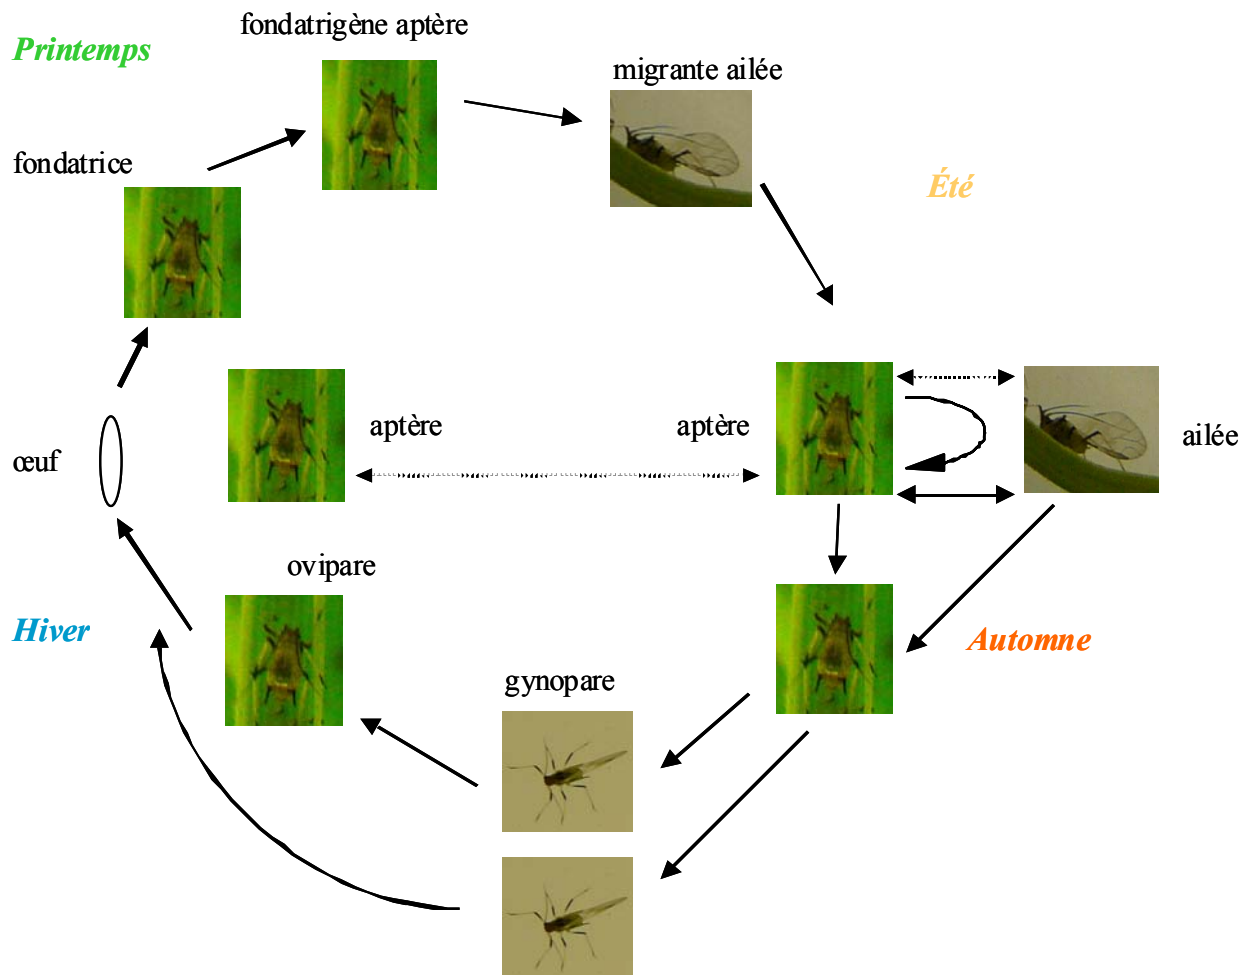 fondatrigène aptère
Printemps
migrante ailée
fondatrice
Été
aptère
aptère
ailée
œuf
ovipare
Hiver
Automne
gynopare